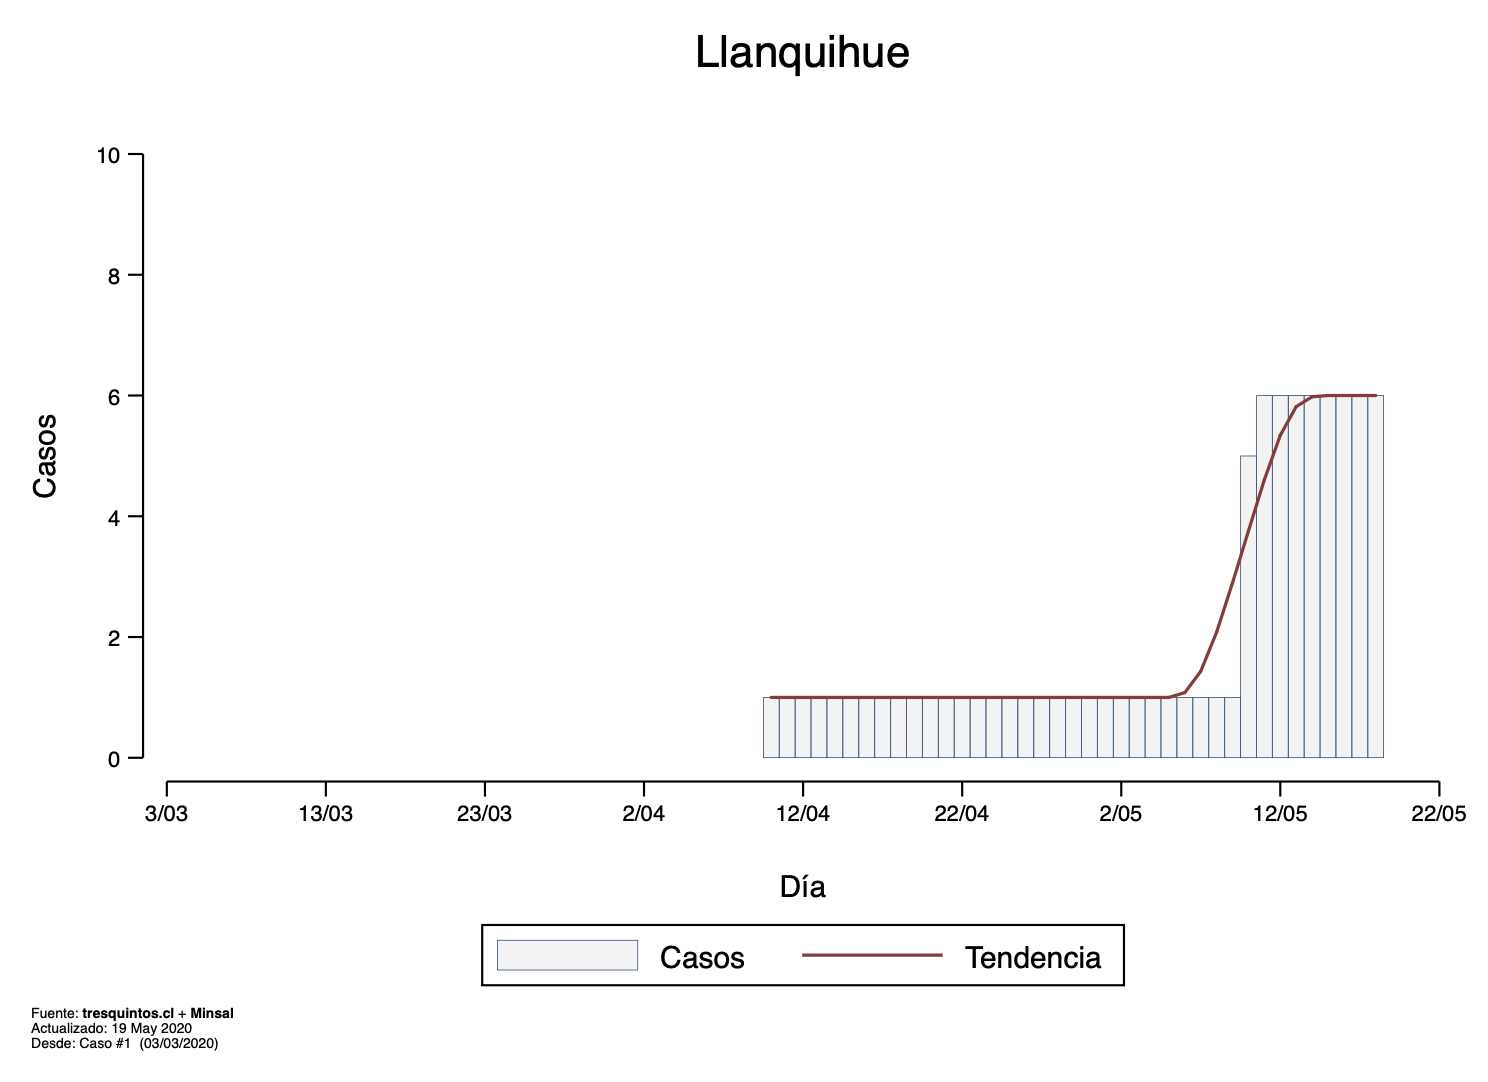 Llanquihue
10
8
6
4
2
0
Casos
3/03 13/03 23/03 2/04 12/04 22/04 2/05 12/05 22/05
Día
Casos Tendencia
Fuente: tresquintos.cl + Minsal
Actualizado: 19 May 2020
Desde: Caso #1 (03/03/2020)